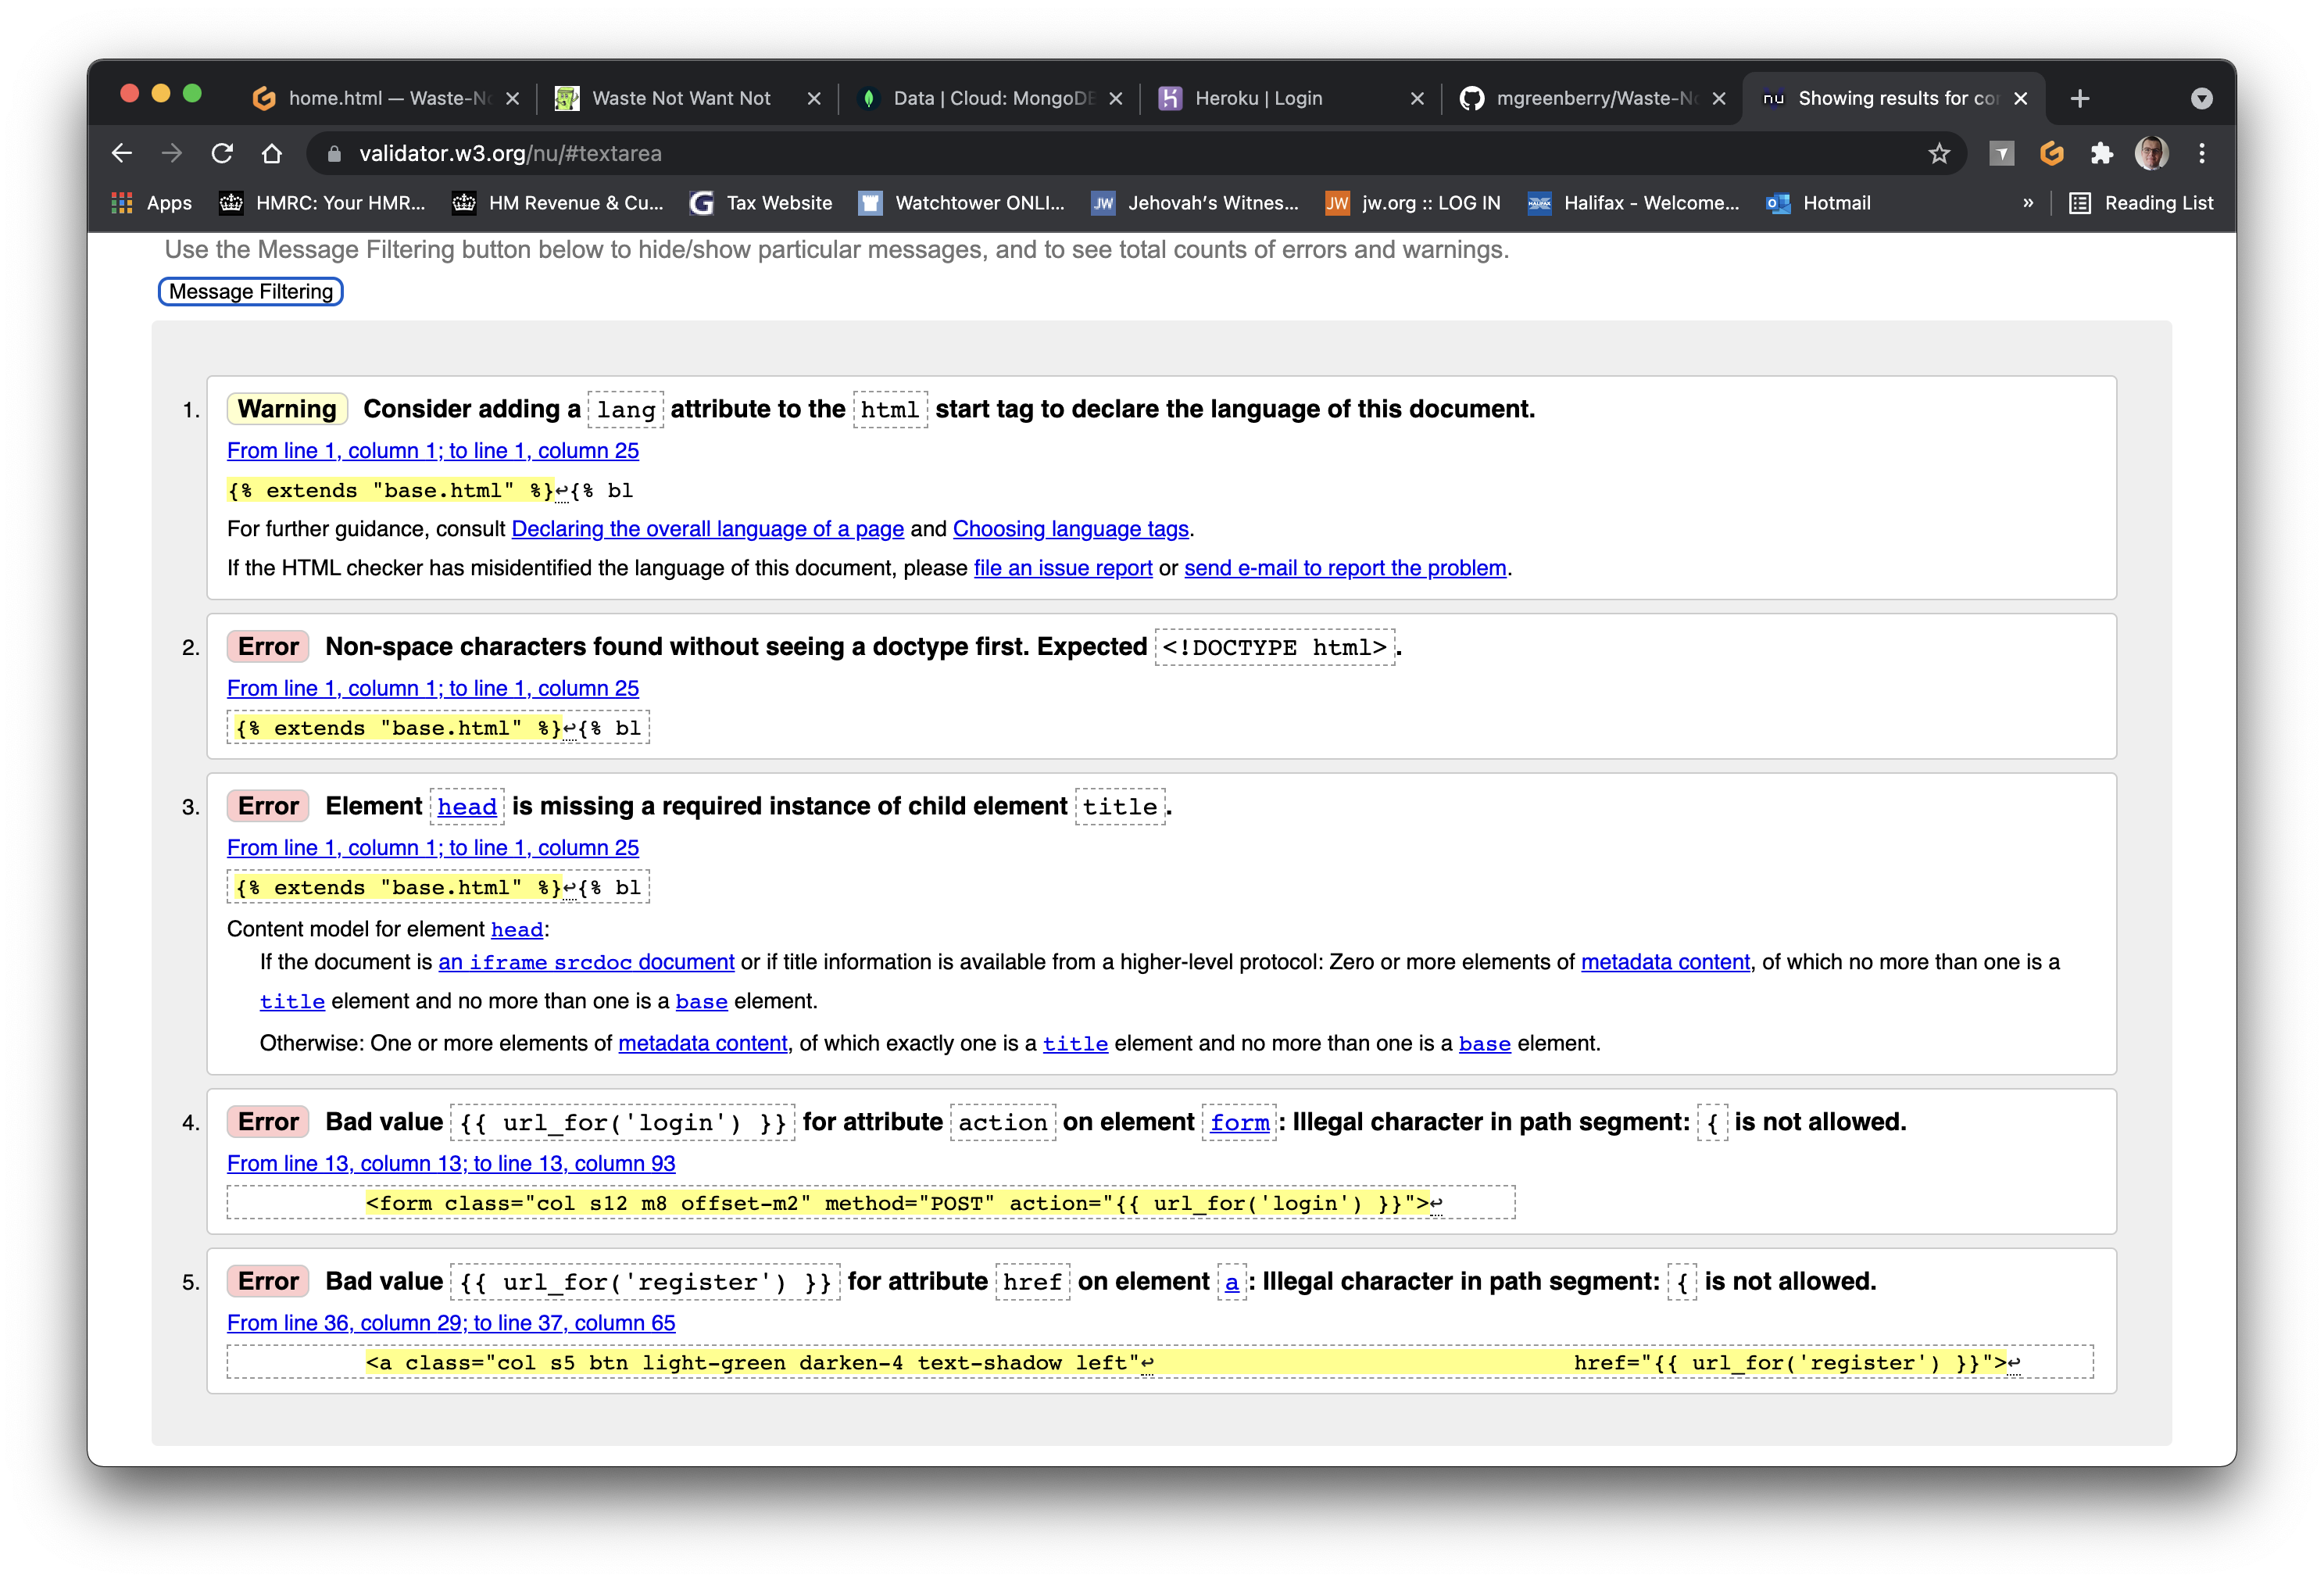 home.html — Waste-No
Waste Not Want Not
Data | Cloud: MongoDB
Heroku | Login
mgreenberry/Waste-No
nu Showing results for con
validator.w3.org/nu/#textarea
Apps
HMRC: Your HMR...
HM Revenue & Cu...
Tax Website
Watchtower ONLI...
JW Jehovah's Witnes...
JW jw.org :: LOG IN
HALIFAX Halifax - Welcome...
Hotmail
»
Reading List
Use the Message Filtering button below to hide/show particular messages, and to see total counts of errors and warnings.
Message Filtering
1. Warning Consider adding a lang attribute to the html start tag to declare the language of this document.
From line 1, column 1; to line 1, column 25
{% extends "base.html" %}↩{% bl
For further guidance, consult Declaring the overall language of a page and Choosing language tags.
If the HTML checker has misidentified the language of this document, please file an issue report or send e-mail to report the problem.
2. Error Non-space characters found without seeing a doctype first. Expected <!DOCTYPE html>.
From line 1, column 1; to line 1, column 25
{% extends "base.html" %}↩{% bl
3. Error Element head is missing a required instance of child element title.
From line 1, column 1; to line 1, column 25
{% extends "base.html" %}↩{% bl
Content model for element head:
If the document is an iframe srcdoc document or if title information is available from a higher-level protocol: Zero or more elements of metadata content, of which no more than one is a
title element and no more than one is a base element.
Otherwise: One or more elements of metadata content, of which exactly one is a title element and no more than one is a base element.
4. Error Bad value {{ url_for('login') }} for attribute action on element form: Illegal character in path segment: { is not allowed.
From line 13, column 13; to line 13, column 93
<form class="col s12 m8 offset-m2" method="POST" action="{{ url_for('login') }}">↩
5. Error Bad value {{ url_for('register') }} for attribute href on element a: Illegal character in path segment: { is not allowed.
From line 36, column 29; to line 37, column 65
<a class="col s5 btn light-green darken-4 text-shadow left"↩ href="{{ url_for('register') }}">↩